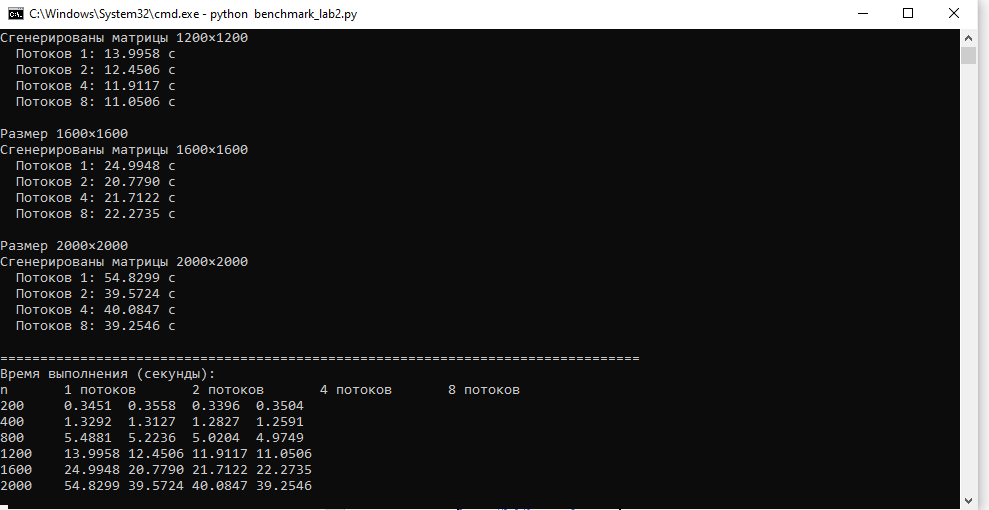 C:\Windows\System32\cmd.exe - python benchmark_lab2.py
Сгенерированы матрицы 1200×1200
Потоков 1: 13.9958 с
Потоков 2: 12.4506 с
Потоков 4: 11.9117 с
Потоков 8: 11.0506 с
Размер 1600×1600
Сгенерированы матрицы 1600×1600
Потоков 1: 24.9948 с
Потоков 2: 20.7790 с
Потоков 4: 21.7122 с
Потоков 8: 22.2735 с
Размер 2000×2000
Сгенерированы матрицы 2000×2000
Потоков 1: 54.8299 с
Потоков 2: 39.5724 с
Потоков 4: 40.0847 с
Потоков 8: 39.2546 с
================================================================================
Время выполнения (секунды):
n 1 потоков 2 потоков 4 потоков 8 потоков
200 0.3451 0.3558 0.3396 0.3504
400 1.3292 1.3127 1.2827 1.2591
800 5.4881 5.2236 5.0204 4.9749
1200 13.9958 12.4506 11.9117 11.0506
1600 24.9948 20.7790 21.7122 22.2735
2000 54.8299 39.5724 40.0847 39.2546